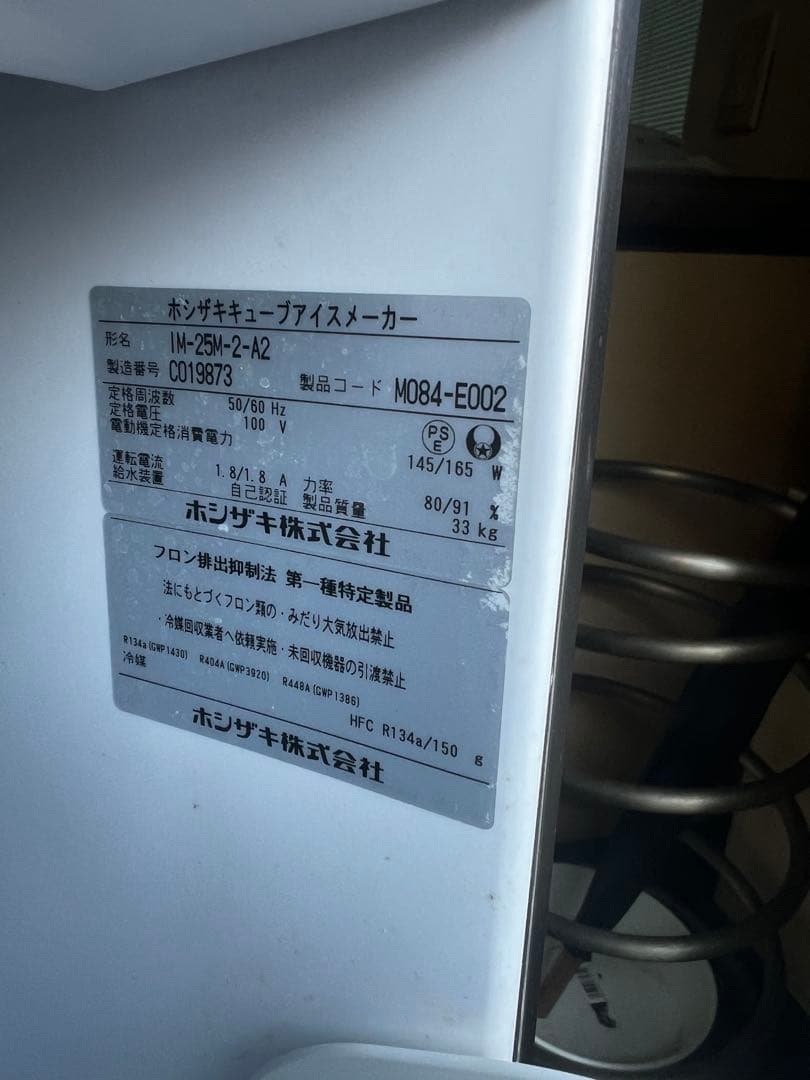 ホシザキキューブアイスメーカー
形名 IM-25M-2-A2
製造番号 C019873 製品コード M084-E002
定格周波数 50/60 Hz
定格電圧 100 V
電動機定格消費電力 145/165 W
PS
E
運転電流 1.8/1.8 A 力率 80/91 %
給水装置 自己認証 製品質量 33 kg
ホシザキ株式会社
フロン排出抑制法 第一種特定製品
法にもとづくフロン類の・みだり大気放出禁止
・冷媒回収業者へ依頼実施・未回収機器の引渡禁止
R134a(GWP1430) R404A(GWP3920) R448A(GWP1386)
冷媒 HFC R134a/150 g
ホシザキ株式会社